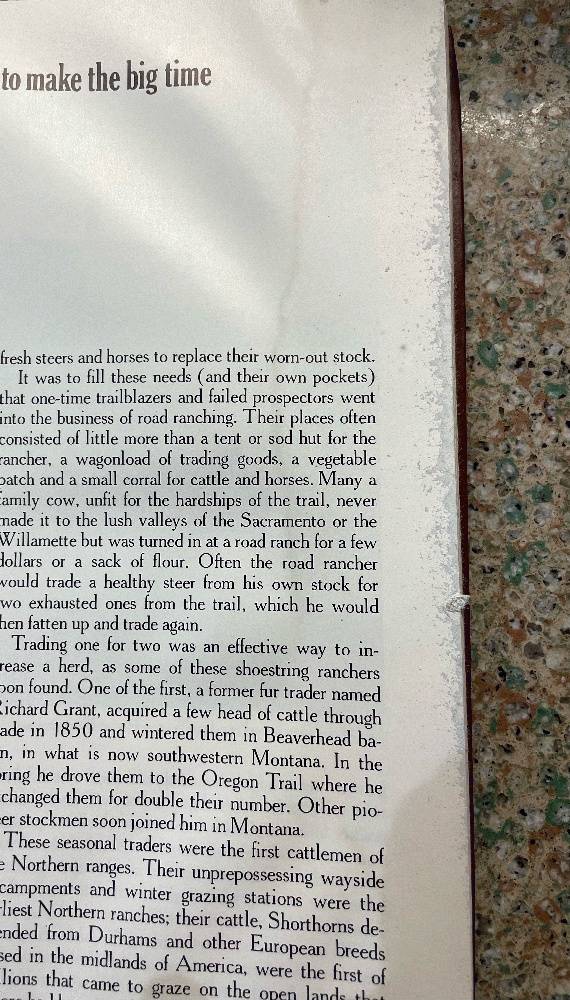 to make the big time
fresh steers and horses to replace their worn-out stock.
It was to fill these needs (and their own pockets)
that one-time trailblazers and failed prospectors went
into the business of road ranching. Their places often
consisted of little more than a tent or sod hut for the
rancher, a wagonload of trading goods, a vegetable
patch and a small corral for cattle and horses. Many a
family cow, unfit for the hardships of the trail, never
made it to the lush valleys of the Sacramento or the
Willamette but was turned in at a road ranch for a few
dollars or a sack of flour. Often the road rancher
would trade a healthy steer from his own stock for
two exhausted ones from the trail, which he would
then fatten up and trade again.
Trading one for two was an effective way to in-
crease a herd, as some of these shoestring ranchers
soon found. One of the first, a former fur trader named
Richard Grant, acquired a few head of cattle through
ade in 1850 and wintered them in Beaverhead ba-
n, in what is now southwestern Montana. In the
ring he drove them to the Oregon Trail where he
changed them for double their number. Other pio-
er stockmen soon joined him in Montana.
These seasonal traders were the first cattlemen of
e Northern ranges. Their unprepossessing wayside
campments and winter grazing stations were the
rliest Northern ranches; their cattle, Shorthorns de-
ended from Durhams and other European breeds
sed in the midlands of America, were the first of
llions that came to graze on the open lands that